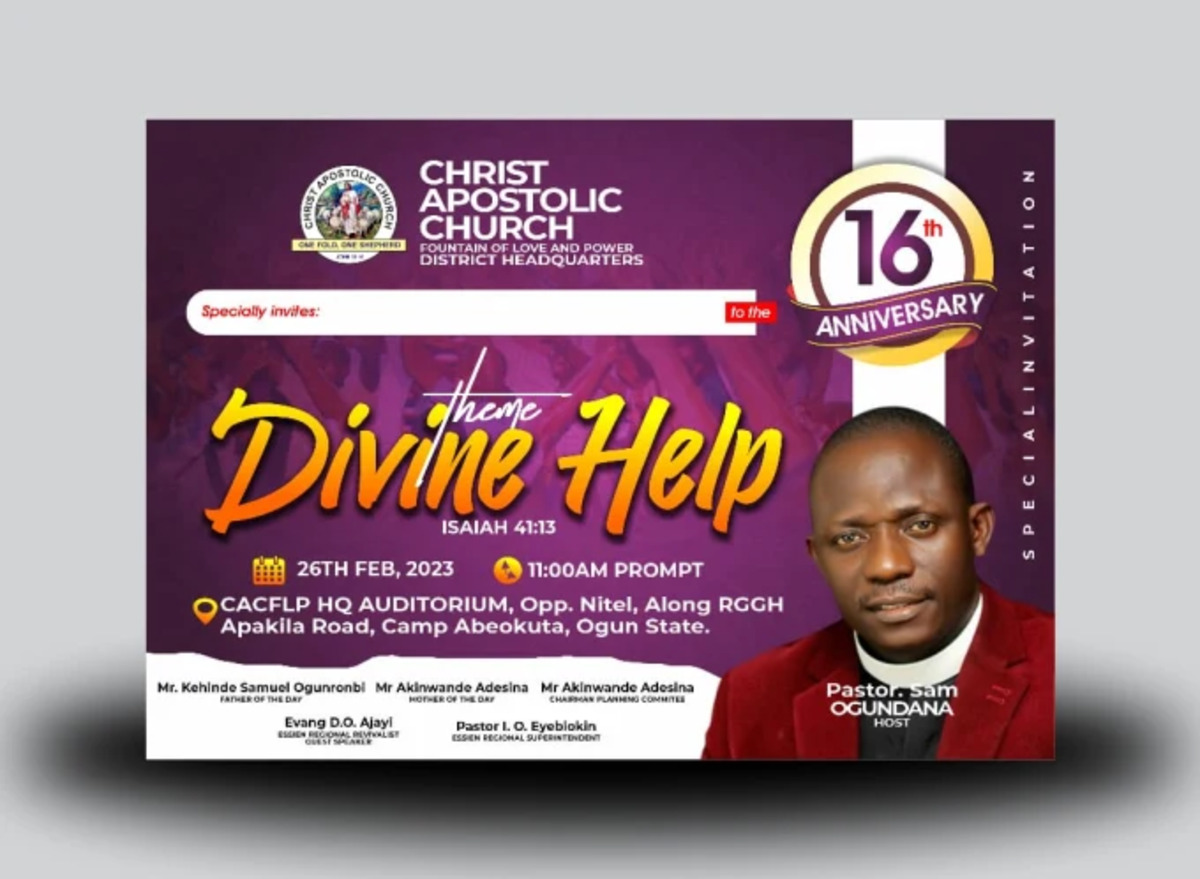 CHRIST APOSTOLIC CHURCH
ONE FOLD, ONE SHEPHERD
CHRIST
APOSTOLIC
CHURCH
FOUNTAIN OF LOVE AND POWER
DISTRICT HEADQUARTERS
16th
ANNIVERSARY
SPECIAL INVITATION
Specially invites:
to the
theme
Divine Help
ISAIAH 41:13
26TH FEB, 2023
11:00AM PROMPT
CACFLP HQ AUDITORIUM, Opp. Nitel, Along RGGH
Apakila Road, Camp Abeokuta, Ogun State.
Mr. Kehinde Samuel Ogunronbi
FATHER OF THE DAY
Mr Akinwande Adesina
MOTHER OF THE DAY
Mr Akinwande Adesina
CHAIRMAN PLANNING COMMITEE
Evang D.O. Ajayi
ESSIEN REGIONAL REVIVALIST
GUEST SPEAKER
Pastor I. O. Eyebiokin
ESSIEN REGIONAL SUPERINTENDENT
Pastor. Sam
OGUNDANA
HOST